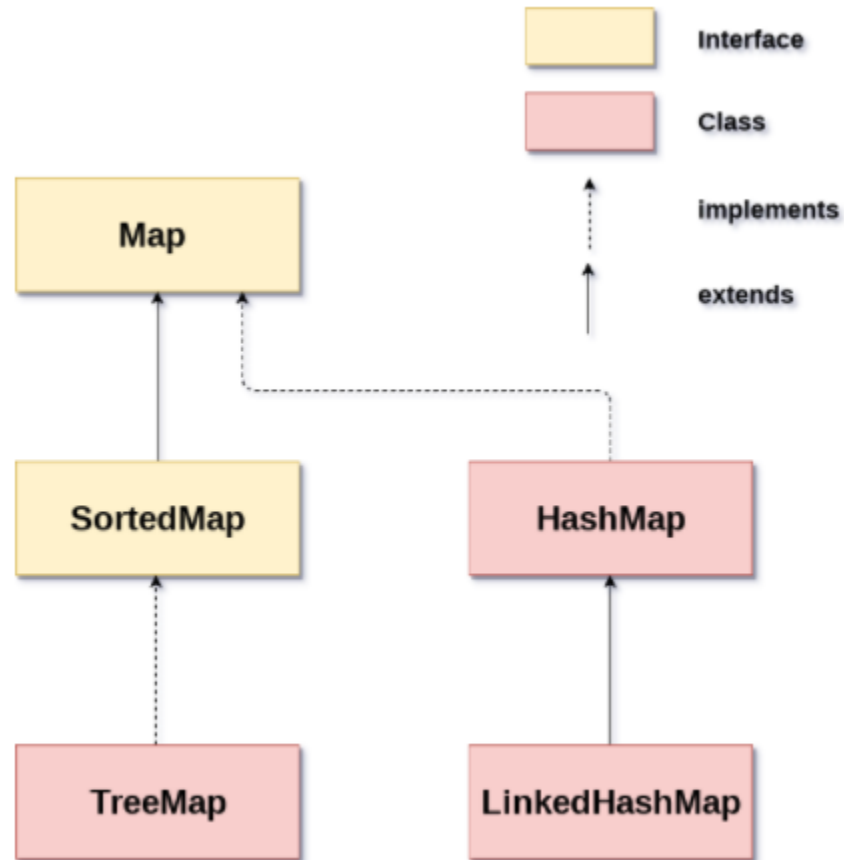 Interface
Class
implements
extends
Map
SortedMap
HashMap
TreeMap
LinkedHashMap